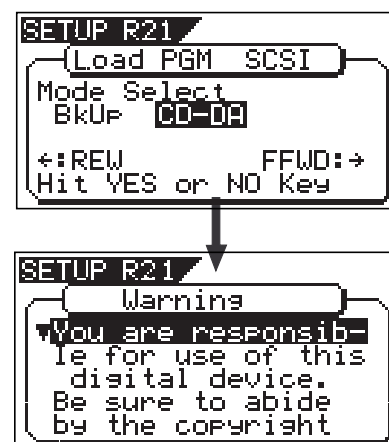 SETUP R21
Load PGM SCSI
Mode Select
BkUp CD-DA
←:REW FFWD:→
Hit YES or NO Key
SETUP R21
Warning
▼You are responsib-
le for use of this
digital device.
Be sure to abide
by the copyright